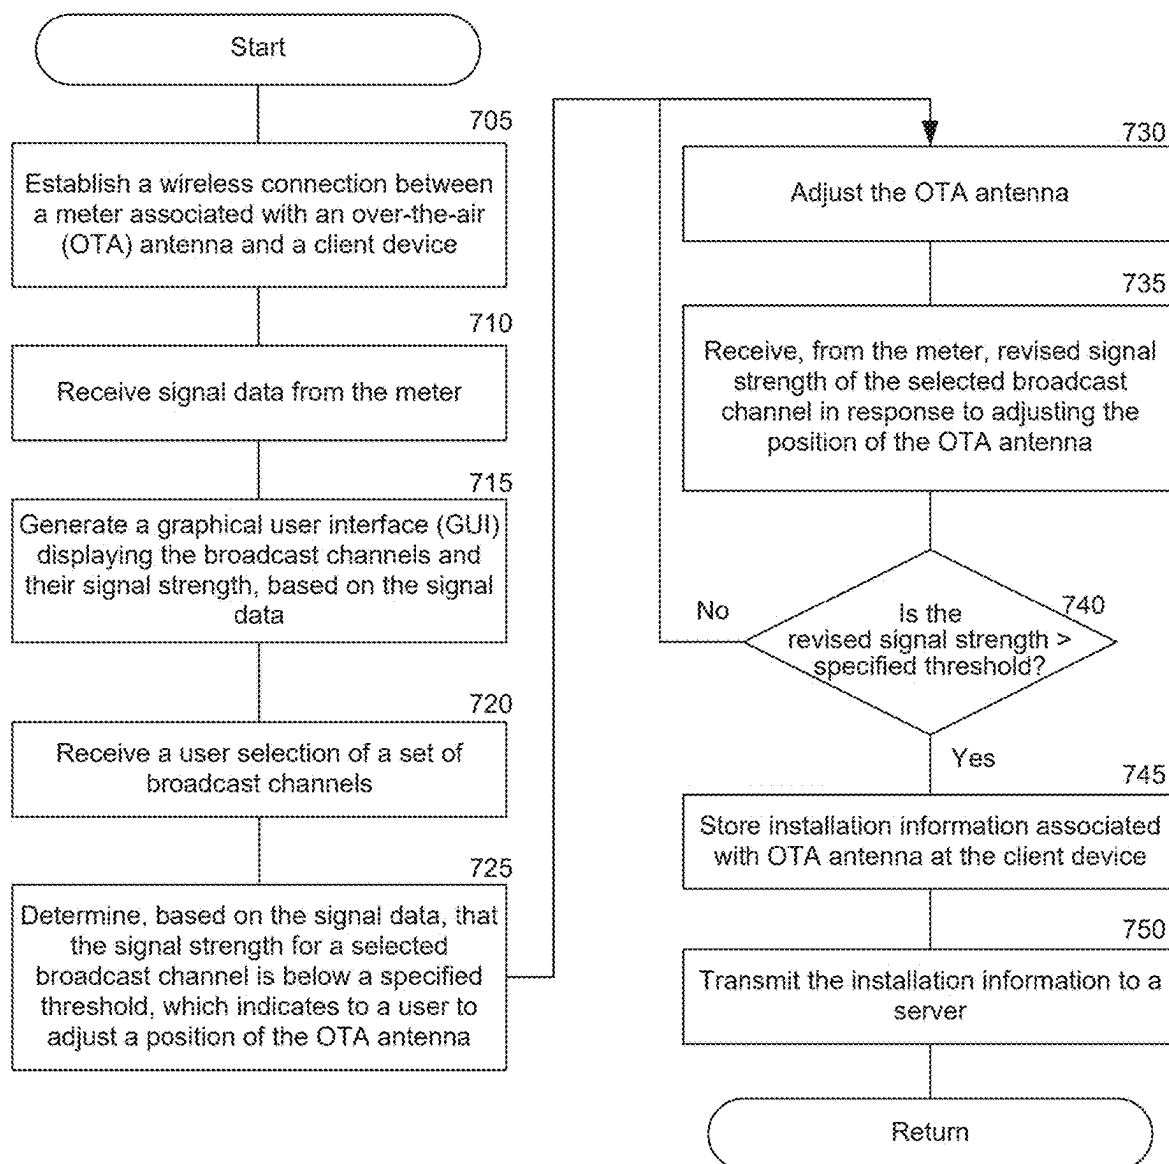 Start
705
Establish a wireless connection between
a meter associated with an over-the-air
(OTA) antenna and a client device
710
Receive signal data from the meter
715
Generate a graphical user interface (GUI)
displaying the broadcast channels and
their signal strength, based on the signal
data
720
Receive a user selection of a set of
broadcast channels
725
Determine, based on the signal data, that
the signal strength for a selected
broadcast channel is below a specified
threshold, which indicates to a user to
adjust a position of the OTA antenna
730
Adjust the OTA antenna
735
Receive, from the meter, revised signal
strength of the selected broadcast
channel in response to adjusting the
position of the OTA antenna
740
Is the
revised signal strength >
specified threshold?
No
Yes
745
Store installation information associated
with OTA antenna at the client device
750
Transmit the installation information to a
server
Return